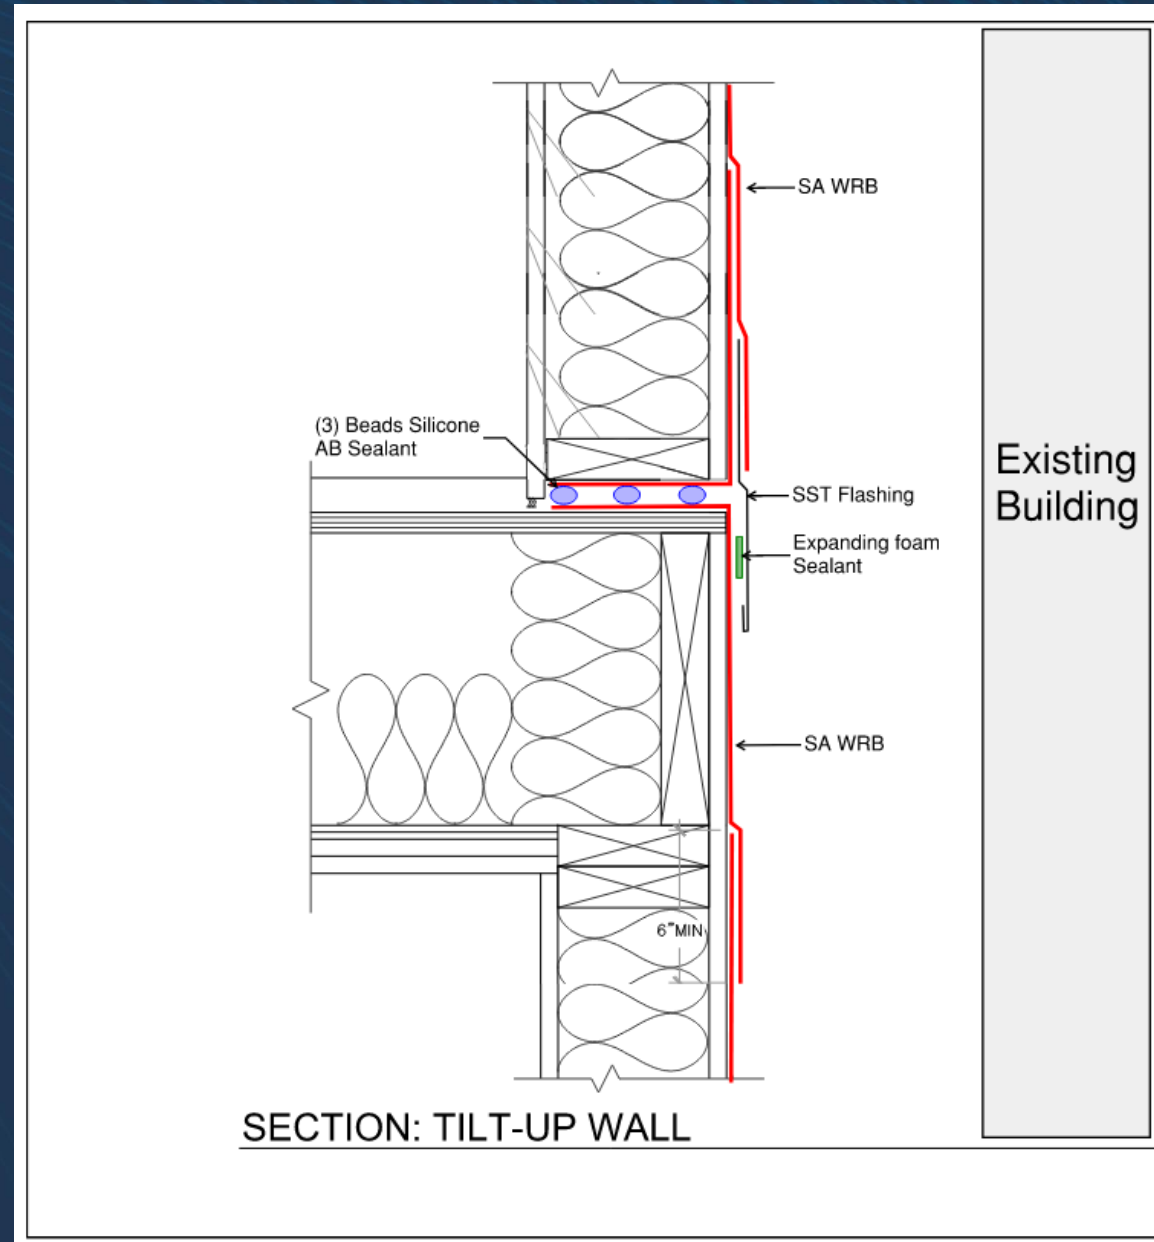 SA WRB
(3) Beads Silicone
AB Sealant
Existing
Building
SST Flashing
Expanding foam
Sealant
SA WRB
6"MIN
SECTION: TILT-UP WALL